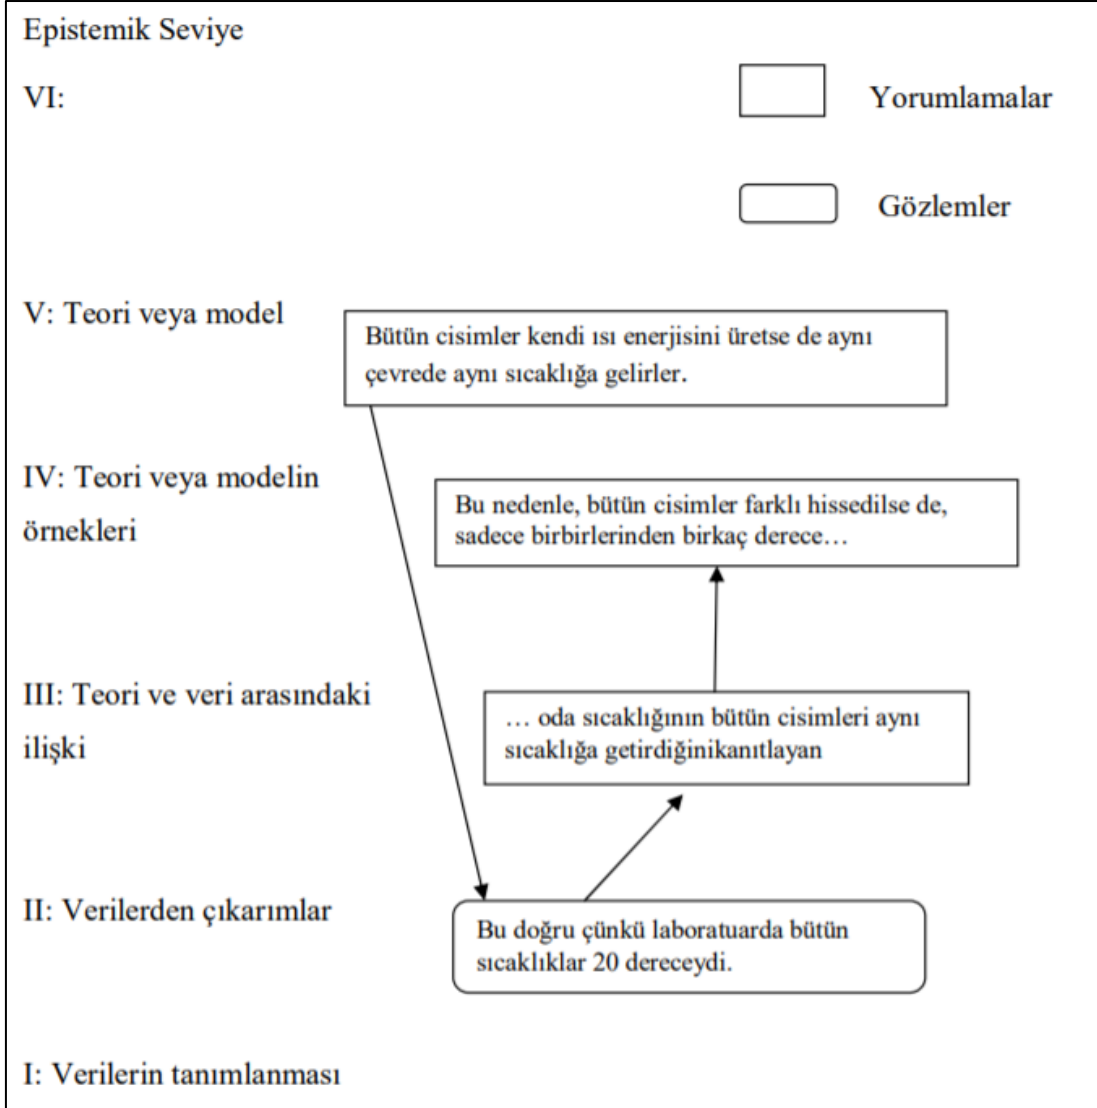 Epistemik Seviye
VI:
Yorumlamalar
Gözlemler
V: Teori veya model
Bütün cisimler kendi ısı enerjisini üretse de aynı
çevrede aynı sıcaklığa gelirler.
IV: Teori veya modelin
örnekleri
Bu nedenle, bütün cisimler farklı hissedilse de,
sadece birbirlerinden birkaç derece…
III: Teori ve veri arasındaki
ilişki
… oda sıcaklığının bütün cisimleri aynı
sıcaklığa getirdiğinikanıtlayan
II: Verilerden çıkarımlar
Bu doğru çünkü laboratuarda bütün
sıcaklıklar 20 dereceydi.
I: Verilerin tanımlanması